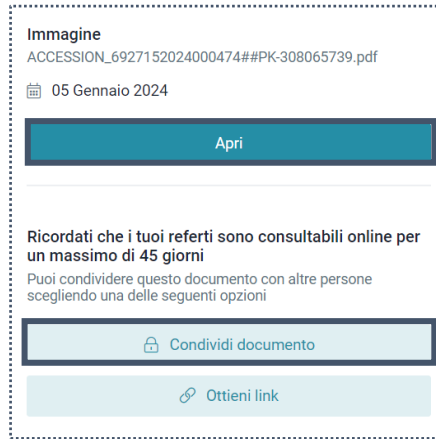 Immagine
ACCESSION_6927152024000474##PK-308065739.pdf
05 Gennaio 2024
Apri
Ricordati che i tuoi referti sono consultabili online per
un massimo di 45 giorni
Puoi condividere questo documento con altre persone
scegliendo una delle seguenti opzioni
Condividi documento
Ottieni link